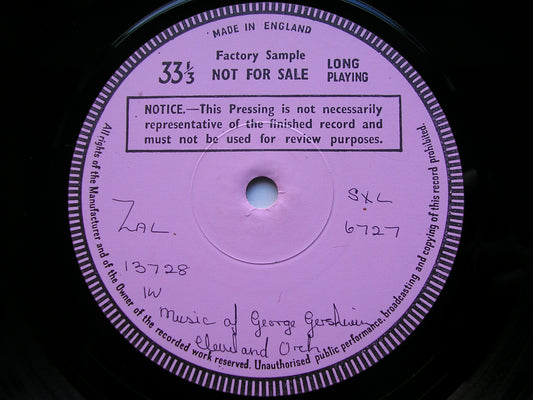 MADE IN ENGLAND
Factory Sample
33 1/3 NOT FOR SALE LONG PLAYING
NOTICE.—This Pressing is not necessarily
representative of the finished record and
must not be used for review purposes.
ZAL. SXL
13728 6727
1W
Music of George Gershwin
Cleveland Orch
All rights of the Manufacturer and of the Owner of the recorded work reserved. Unauthorised public performance, broadcasting and copying of this record prohibited.